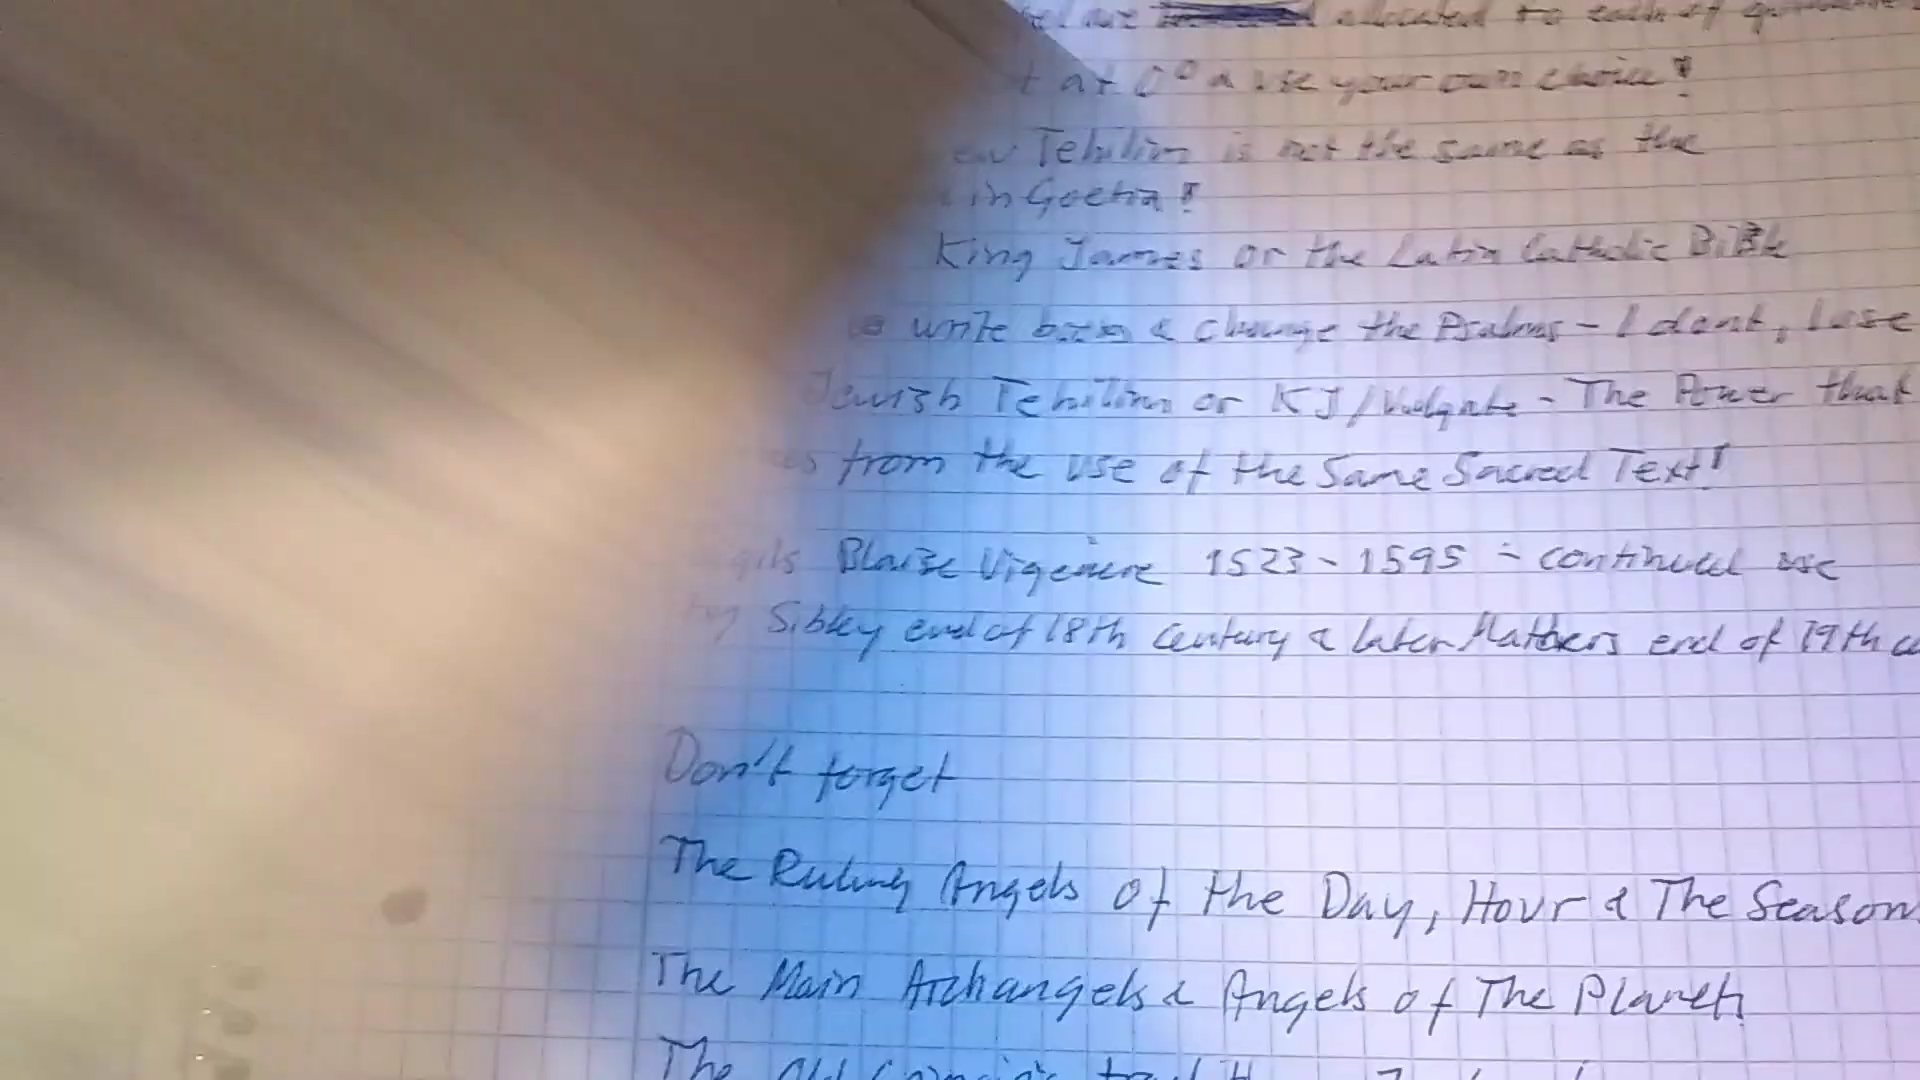 are allocated to each of
at 0° & use your own choice!
Tehilim is not the same as the
in Goetia!
King James or the Latin Catholic Bible
write books & change the Psalms - I dont, I use
Jewish Tehilim or KJ/Vulgate - The Power that
from the use of the Same Sacred Text!
Blaise Vigenere 1523 - 1595 - continued use
Sibley end of 18th Century & later Mathers end of 19th
Don't forget
The Ruling Angels of the Day, Hour & The Season
The Main Archangels & Angels of The Planets
The